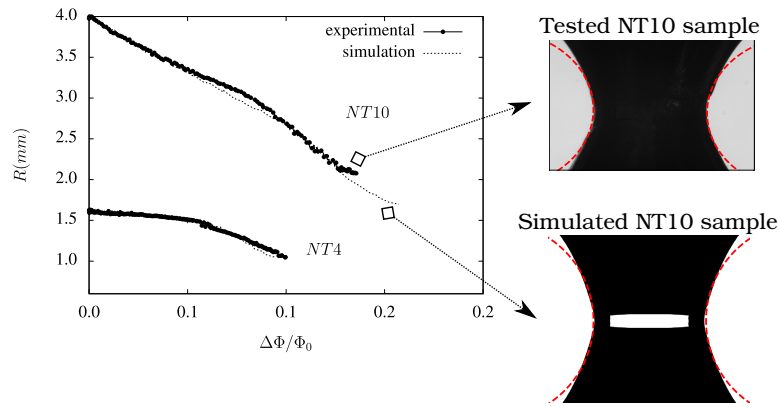 Tested NT10 sample
4.0
3.5
3.0
2.5
2.0
1.5
1.0
R(mm)
experimental
simulation
NT10
NT4
0.0
0.1
0.1
0.2
0.2
ΔΦ/Φ₀
Simulated NT10 sample